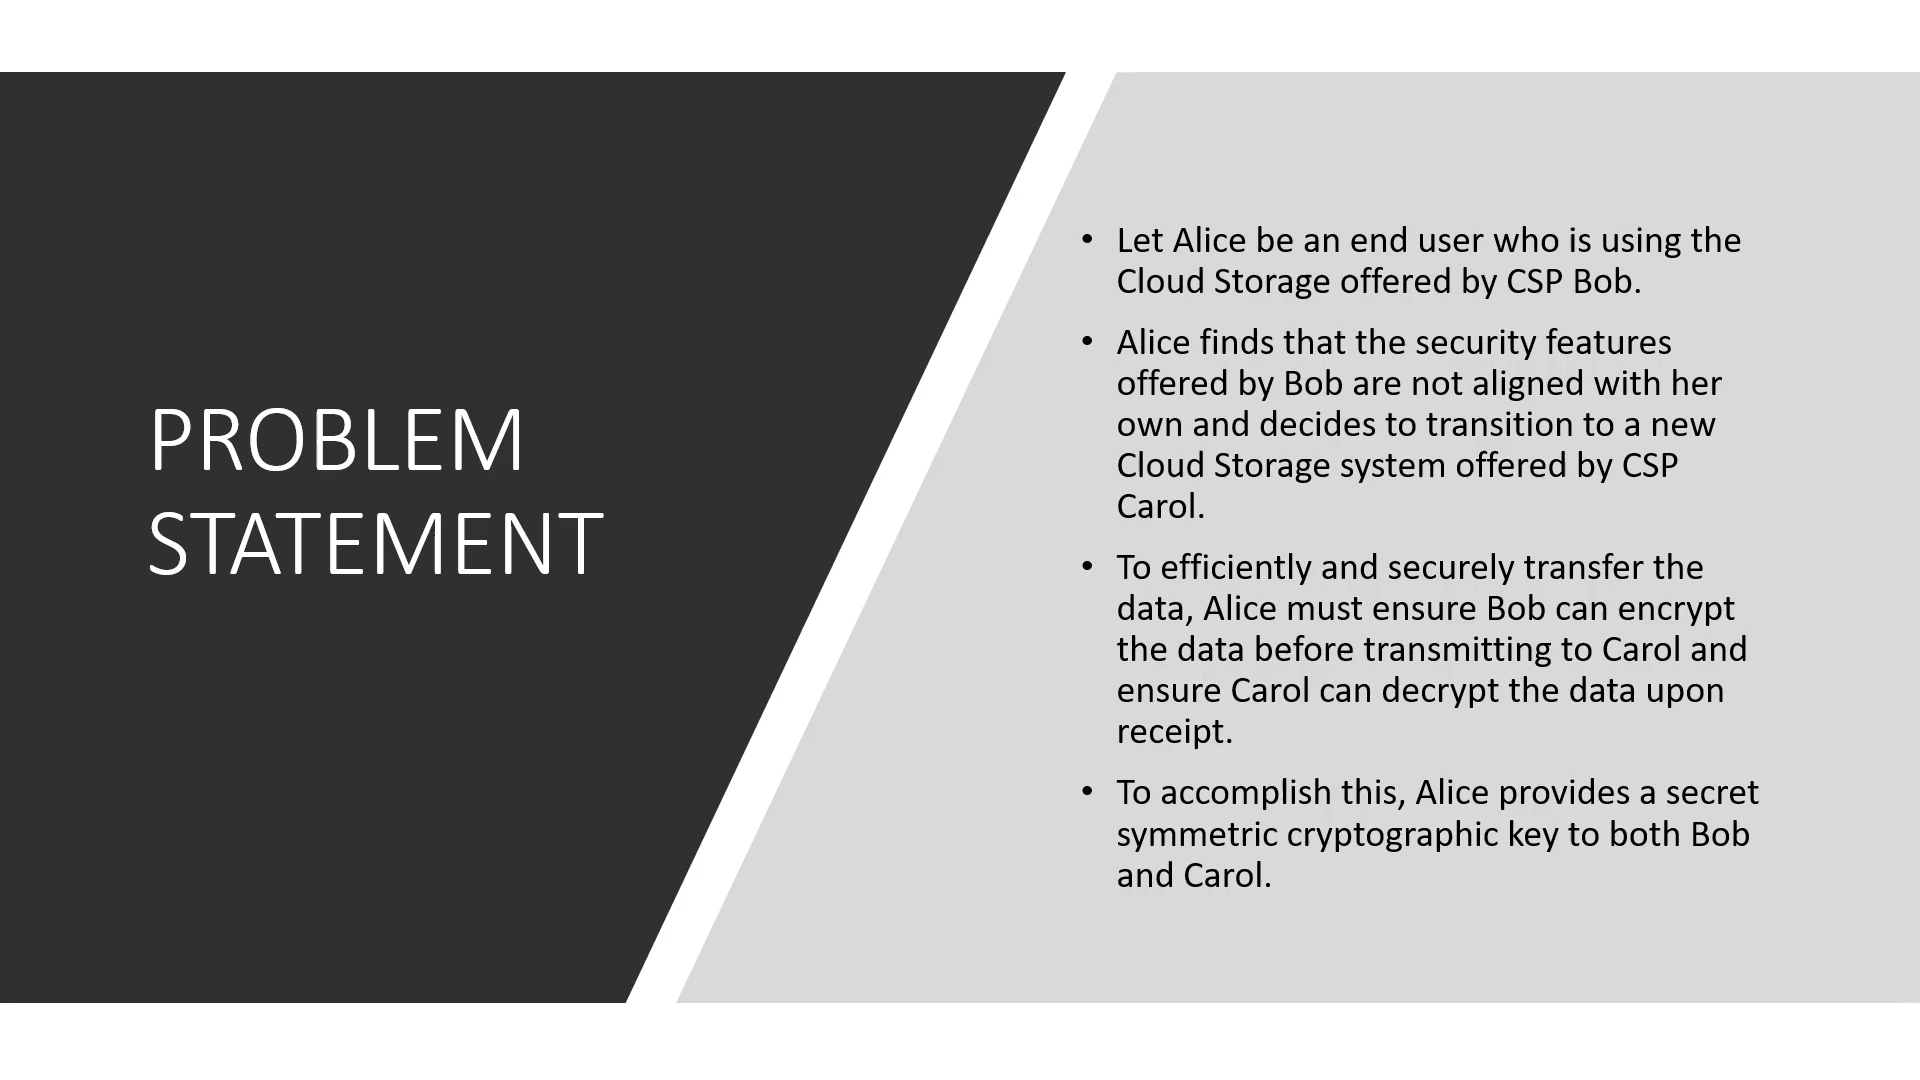 PROBLEM
STATEMENT
• Let Alice be an end user who is using the
Cloud Storage offered by CSP Bob.
• Alice finds that the security features
offered by Bob are not aligned with her
own and decides to transition to a new
Cloud Storage system offered by CSP
Carol.
• To efficiently and securely transfer the
data, Alice must ensure Bob can encrypt
the data before transmitting to Carol and
ensure Carol can decrypt the data upon
receipt.
• To accomplish this, Alice provides a secret
symmetric cryptographic key to both Bob
and Carol.